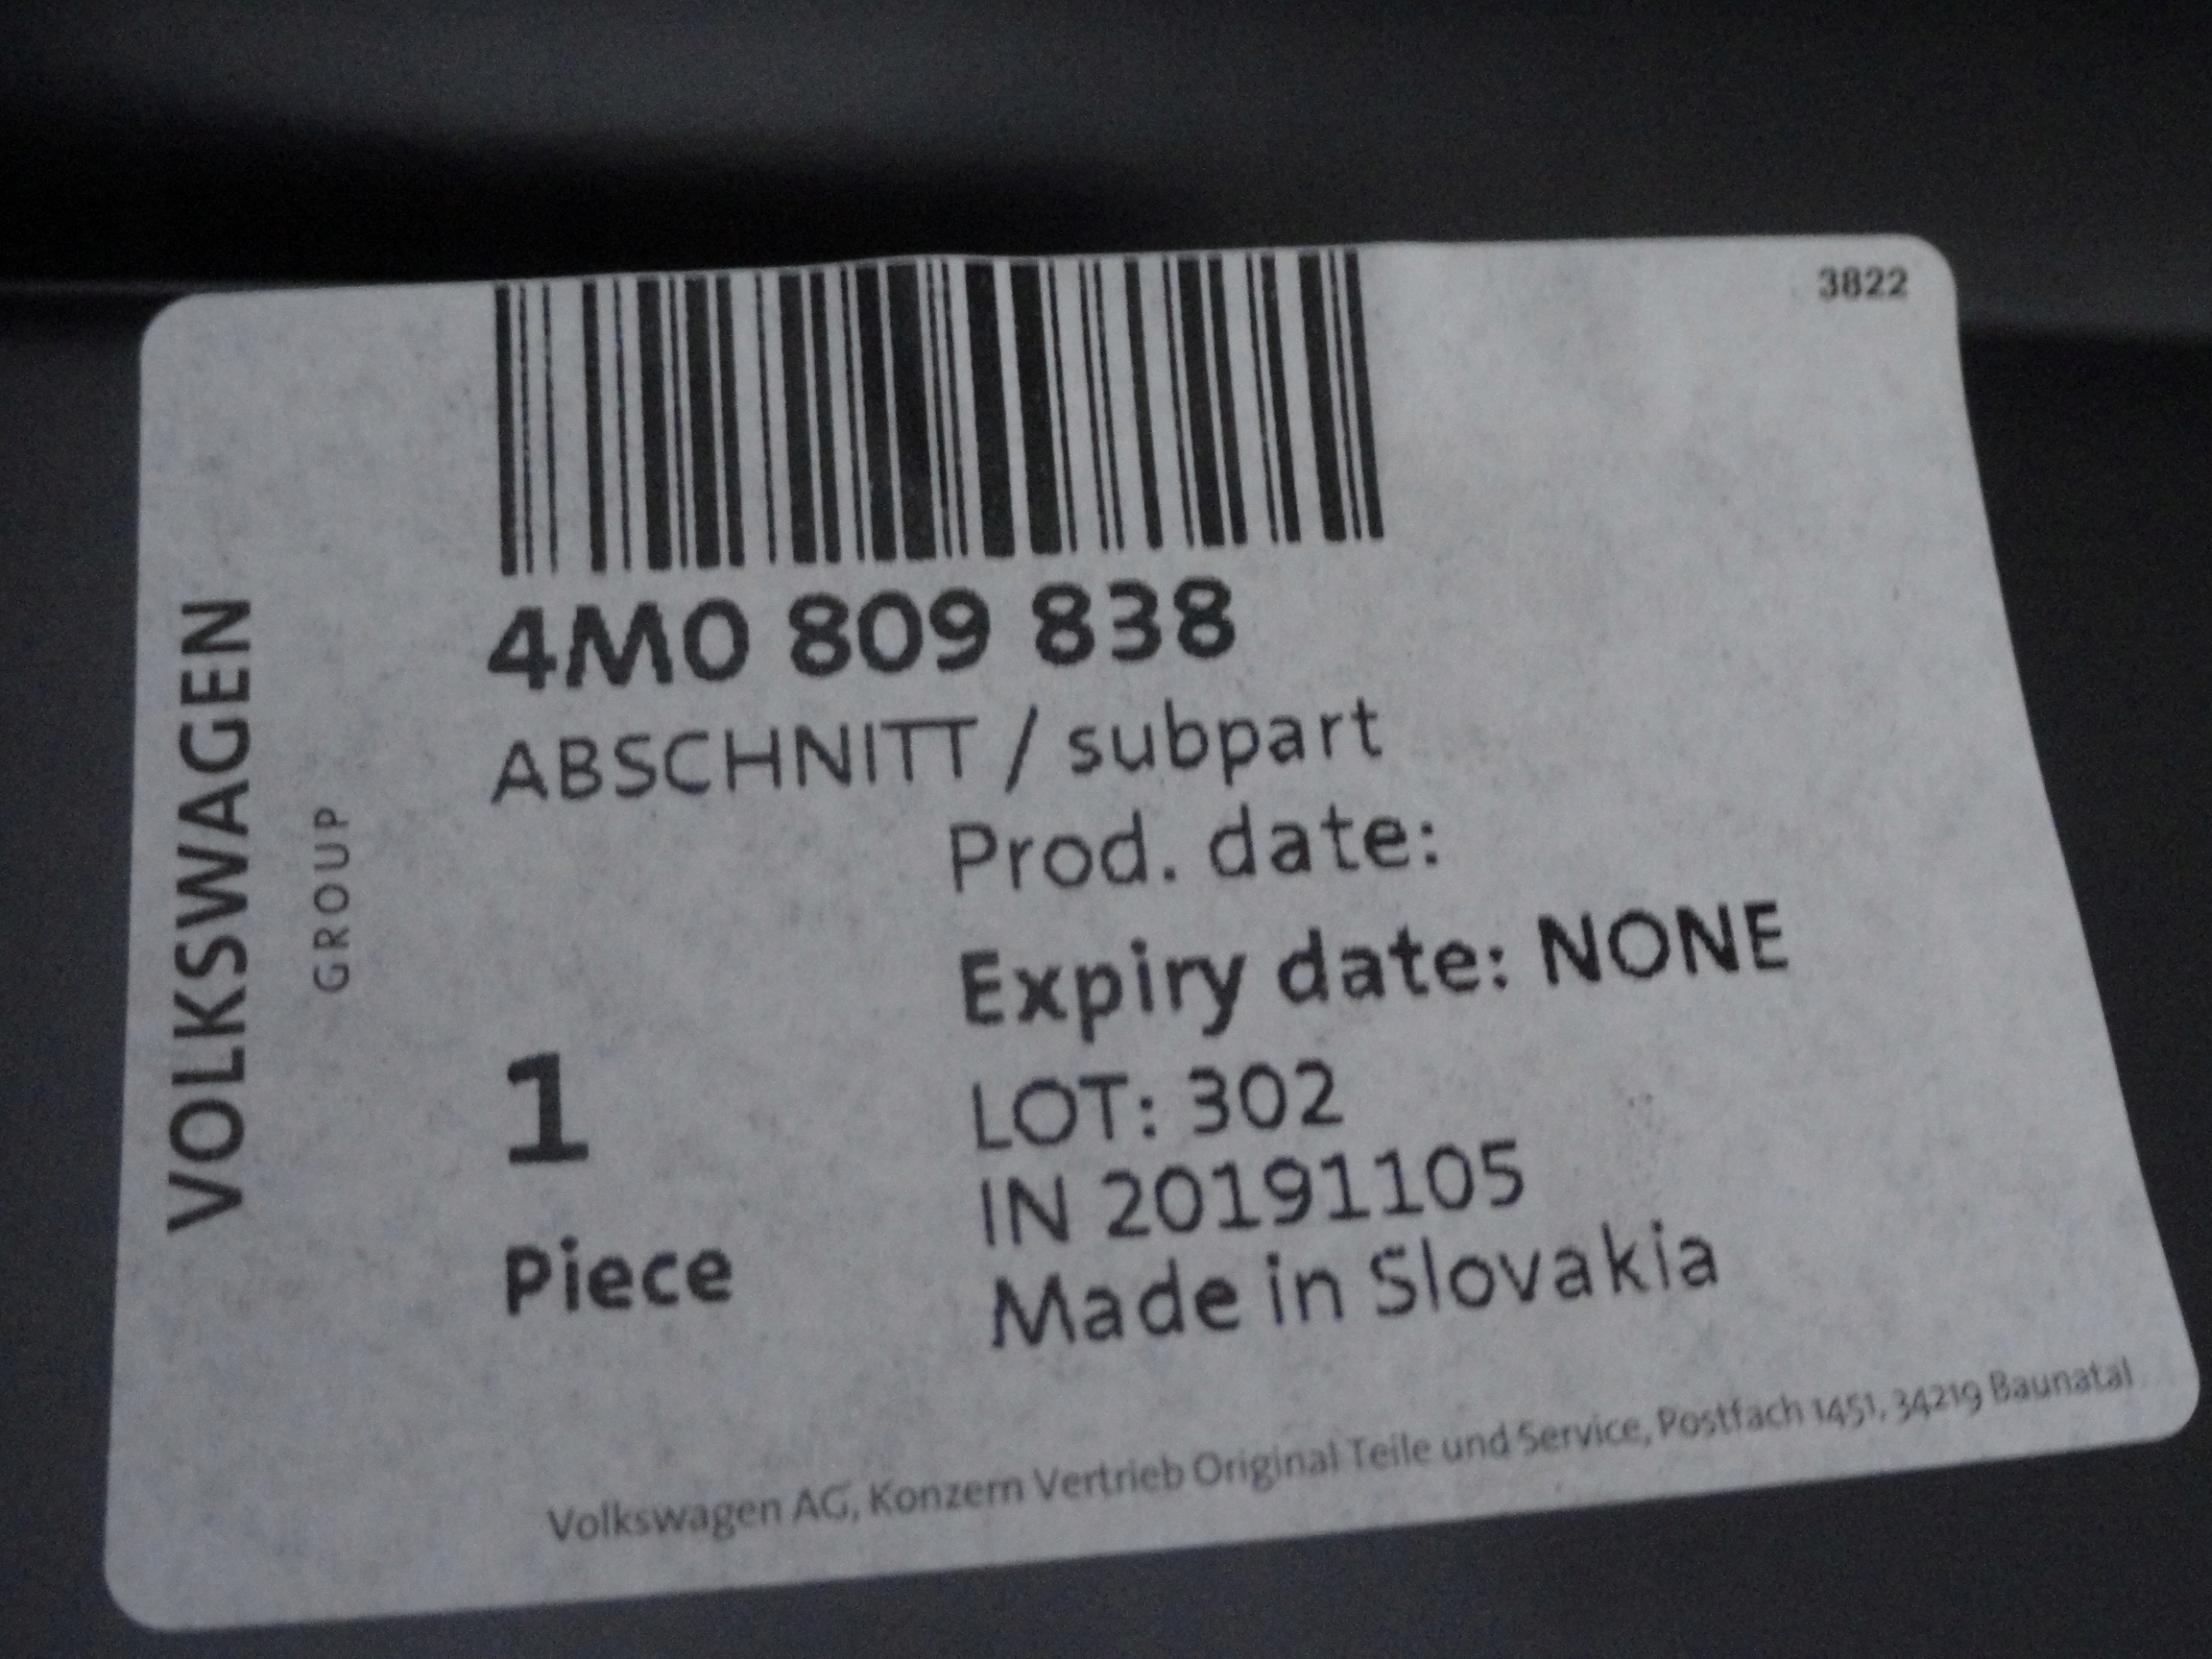 3822
4M0 809 838
ABSCHNITT / subpart
Prod. date:
Expiry date: NONE
1
Piece
LOT: 302
IN 20191105
Made in Slovakia
VOLKSWAGEN
GROUP
Volkswagen AG, Konzern Vertrieb Original Teile und Service, Postfach 1451, 34219 Baunatal